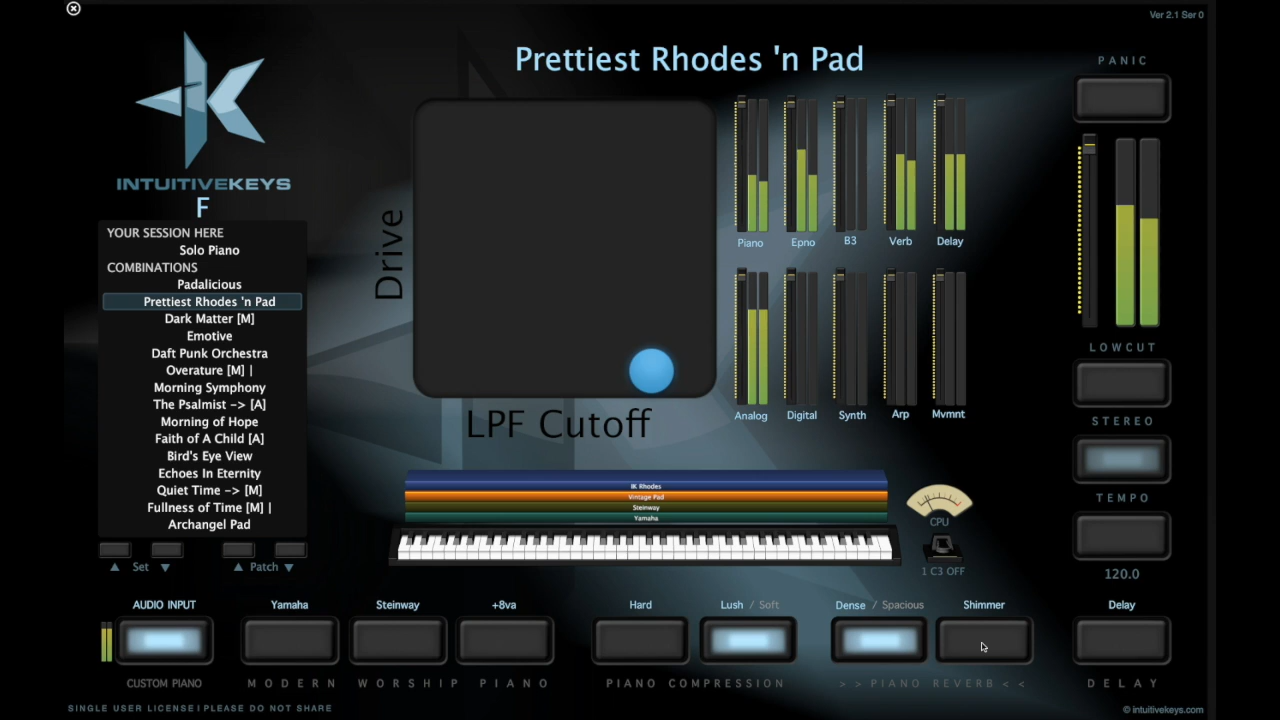 Ver 2.1 Ser 0
Prettiest Rhodes 'n Pad
PANIC
INTUITIVEKEYS
F
YOUR SESSION HERE
Solo Piano
COMBINATIONS
Padalicious
Prettiest Rhodes 'n Pad
Dark Matter [M]
Emotive
Daft Punk Orchestra
Overature [M] |
Morning Symphony
The Psalmist -> [A]
Morning of Hope
Faith of A Child [A]
Bird's Eye View
Echoes In Eternity
Quiet Time -> [M]
Fullness of Time [M] |
Archangel Pad
▲ Set ▼
▲ Patch ▼
Drive
LPF Cutoff
Piano Epno B3 Verb Delay
Analog Digital Synth Arp Mvmnt
IK Rhodes
Vintage Pad
Steinway
Yamaha
CPU
1 C3 OFF
LOWCUT
STEREO
TEMPO
120.0
AUDIO INPUT Yamaha Steinway +8va Hard Lush / Soft Dense / Spacious Shimmer Delay
CUSTOM PIANO MODERN WORSHIP PIANO PIANO COMPRESSION > > PIANO REVERB < < DELAY
SINGLE USER LICENSE | PLEASE DO NOT SHARE
© intuitivekeys.com